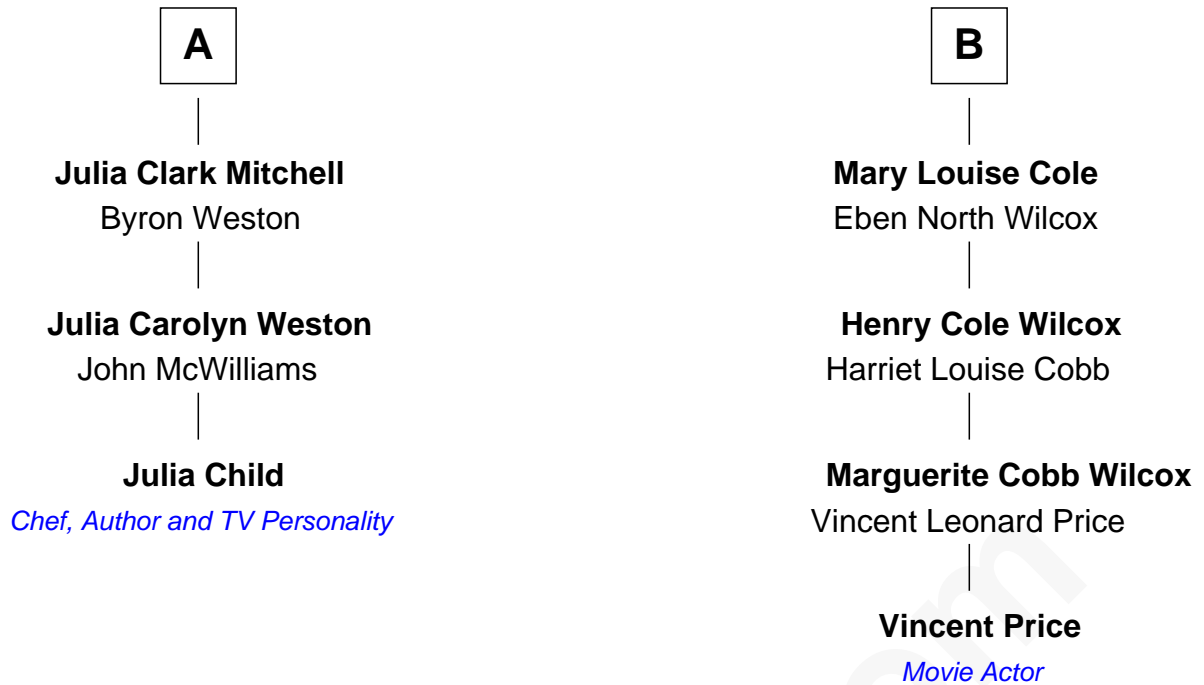 A
Julia Clark Mitchell
Byron Weston
Julia Carolyn Weston
John McWilliams
Julia Child
Chef, Author and TV Personality
B
Mary Louise Cole
Eben North Wilcox
Henry Cole Wilcox
Harriet Louise Cobb
Marguerite Cobb Wilcox
Vincent Leonard Price
Vincent Price
Movie Actor